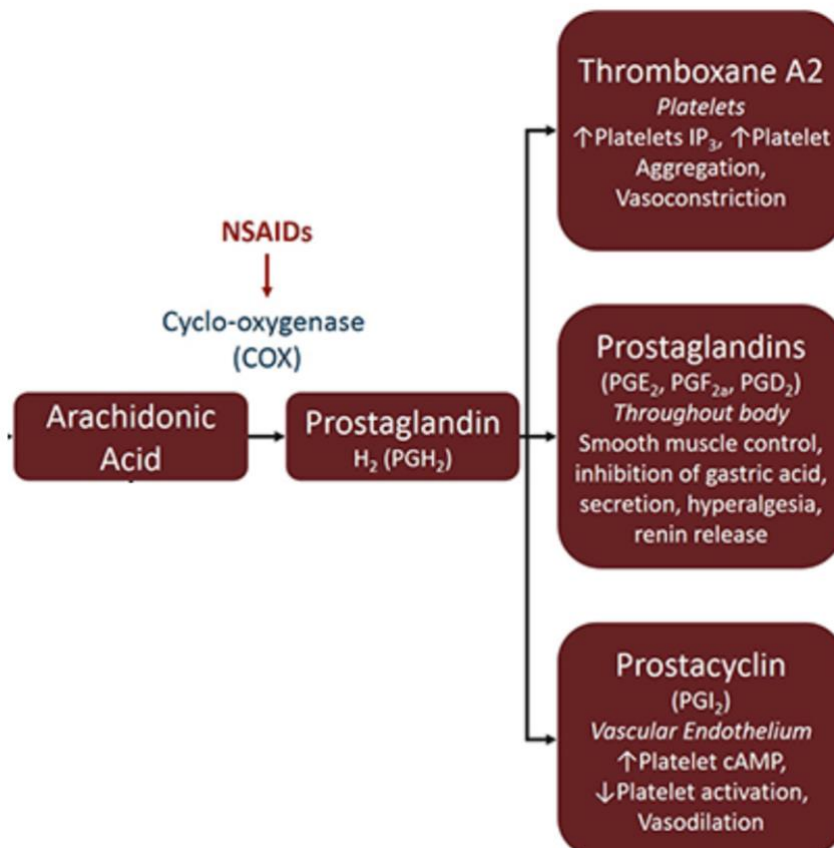 Thromboxane A2
Platelets
↑Platelets IP₃, ↑Platelet
Aggregation,
Vasoconstriction
NSAIDs
Cyclo-oxygenase
(COX)
Arachidonic
Acid
Prostaglandin
H₂ (PGH₂)
Prostaglandins
(PGE₂, PGF₂ₐ, PGD₂)
Throughout body
Smooth muscle control,
inhibition of gastric acid,
secretion, hyperalgesia,
renin release
Prostacyclin
(PGI₂)
Vascular Endothelium
↑Platelet cAMP,
↓Platelet activation,
Vasodilation